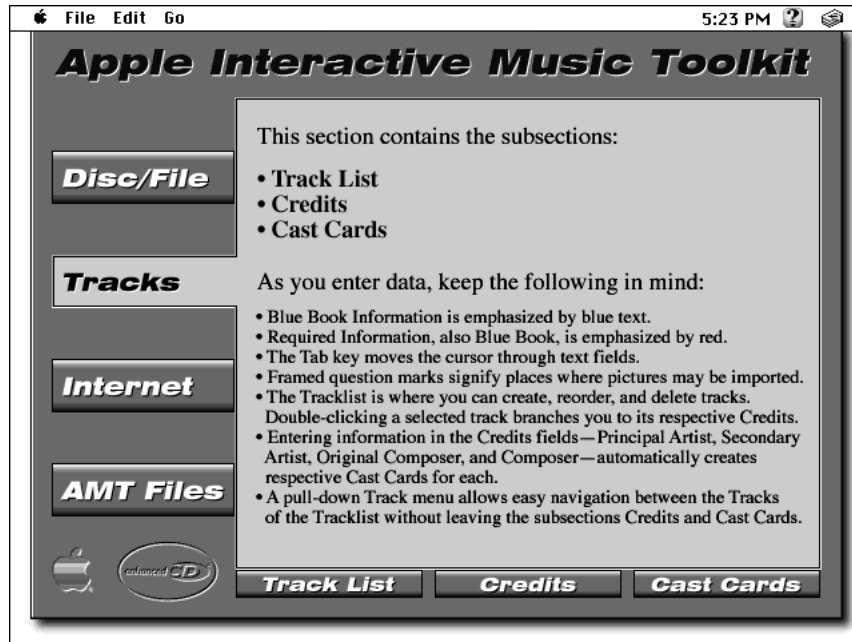 File Edit Go 5:23 PM
Apple Interactive Music Toolkit
This section contains the subsections:
Disc/File
• Track List
• Credits
• Cast Cards
Tracks
As you enter data, keep the following in mind:
• Blue Book Information is emphasized by blue text.
• Required Information, also Blue Book, is emphasized by red.
• The Tab key moves the cursor through text fields.
Internet
• Framed question marks signify places where pictures may be imported.
• The Tracklist is where you can create, reorder, and delete tracks.
Double-clicking a selected track branches you to its respective Credits.
• Entering information in the Credits fields—Principal Artist, Secondary
Artist, Original Composer, and Composer—automatically creates
respective Cast Cards for each.
AMT Files
• A pull-down Track menu allows easy navigation between the Tracks
of the Tracklist without leaving the subsections Credits and Cast Cards.
enhanced CD
Track List Credits Cast Cards